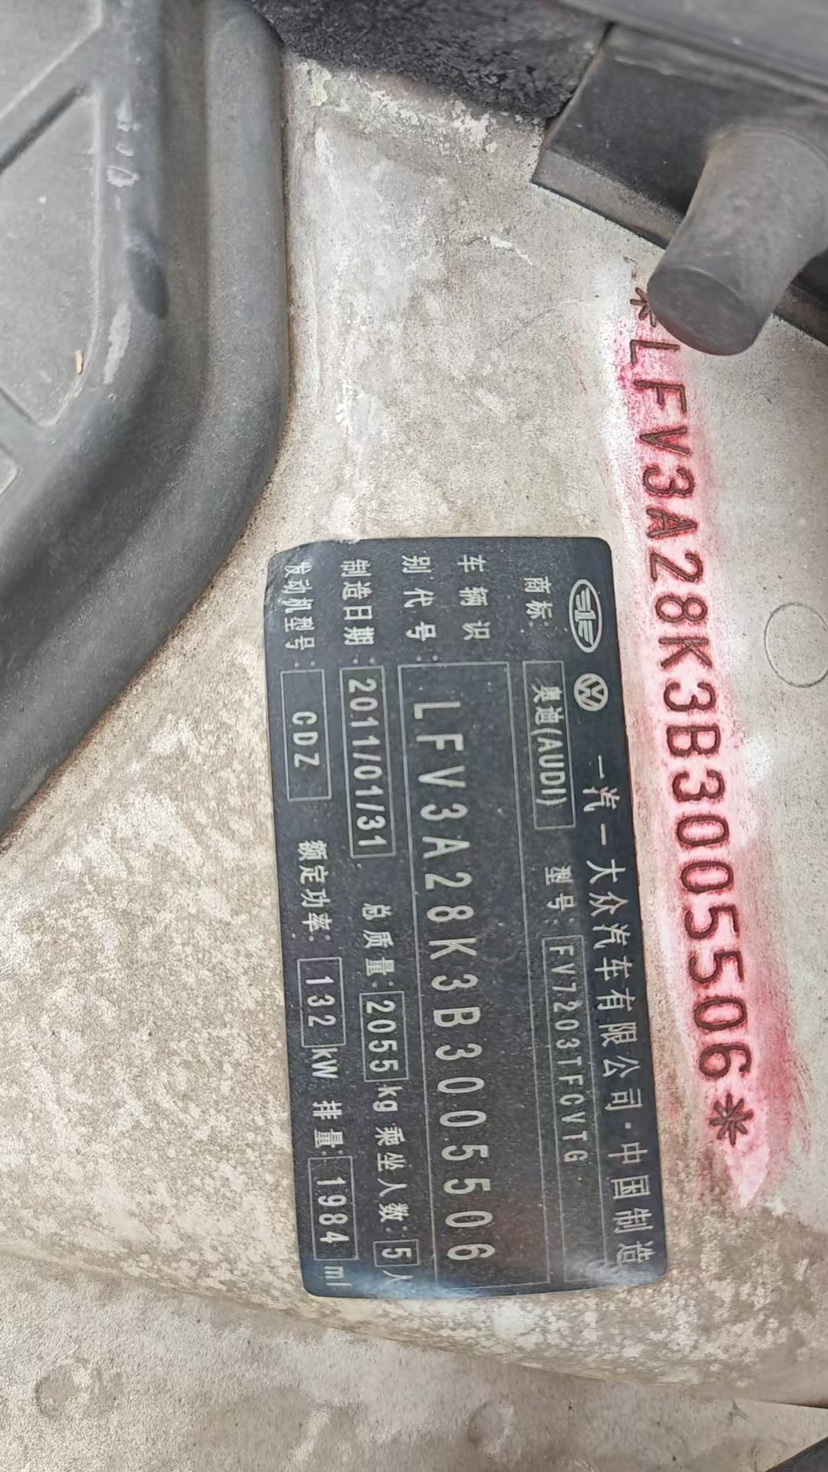 *LFV3A28K3B3005506*
一汽-大众汽车有限公司·中国制造
商标: 奥迪(AUDI) 型号: FV7203TFCVTG
车辆识别代号: LFV3A28K3B3005506
制造日期: 2011/01/31 总质量: 2055 kg 乘坐人数: 5 人
发动机型号: CDZ 额定功率: 132 kW 排量: 1984 ml